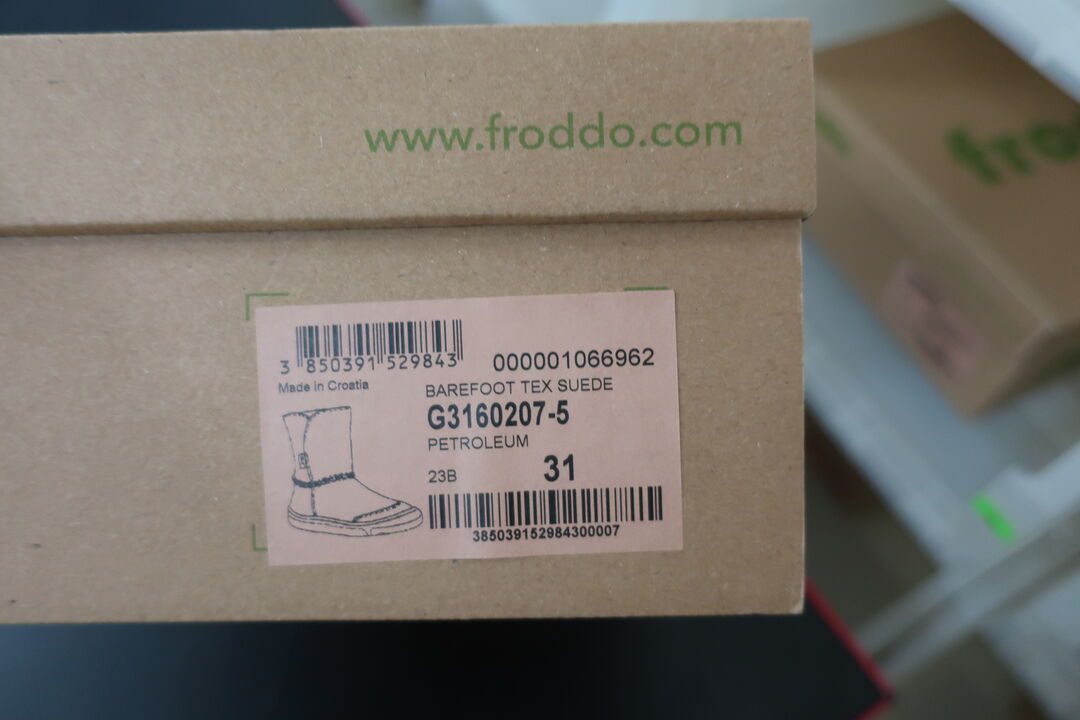 www.froddo.com
3 850391 529843
000001066962
Made in Croatia
BAREFOOT TEX SUEDE
G3160207-5
PETROLEUM
23B 31
385039152984300007